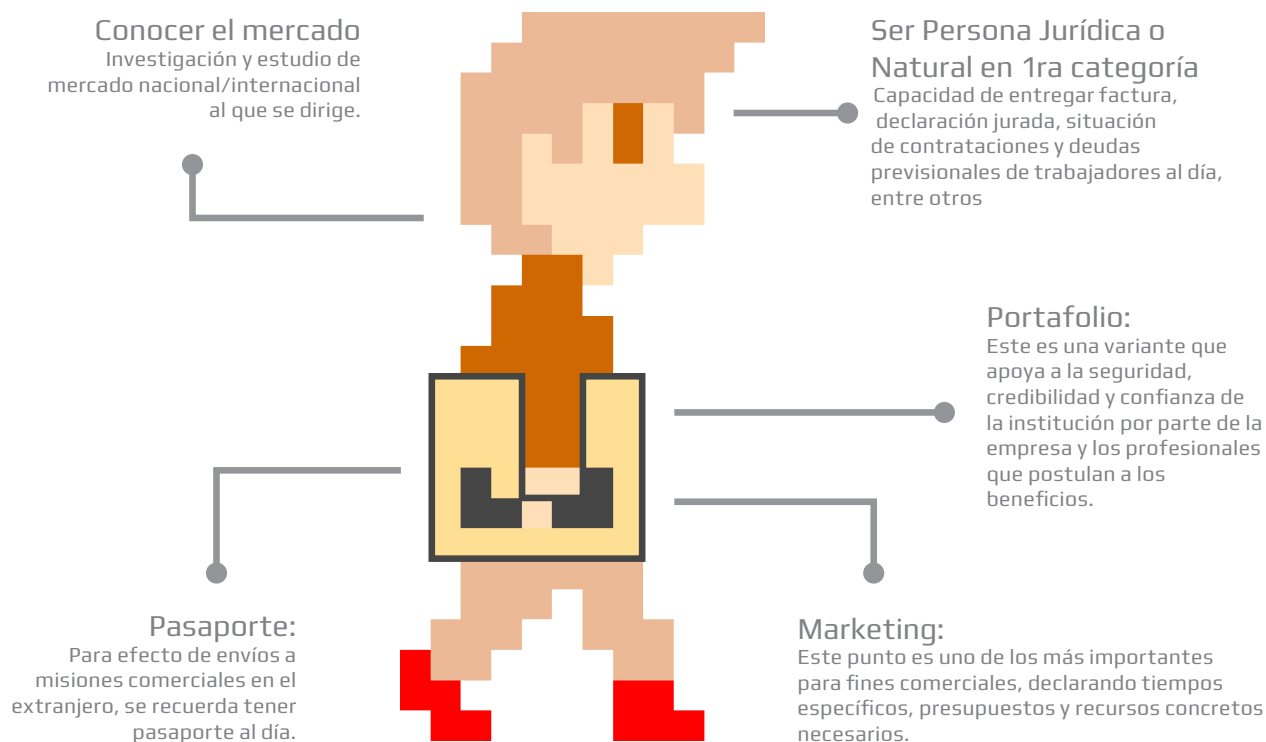 Conocer el mercado
Investigación y estudio de
mercado nacional/internacional
al que se dirige.
Ser Persona Jurídica o
Natural en 1ra categoría
Capacidad de entregar factura,
declaración jurada, situación
de contrataciones y deudas
previsionales de trabajadores al día,
entre otros
Portafolio:
Este es una variante que
apoya a la seguridad,
credibilidad y confianza de
la institución por parte de la
empresa y los profesionales
que postulan a los
beneficios.
Pasaporte:
Para efecto de envíos a
misiones comerciales en el
extranjero, se recuerda tener
pasaporte al día.
Marketing:
Este punto es uno de los más importantes
para fines comerciales, declarando tiempos
específicos, presupuestos y recursos concretos
necesarios.